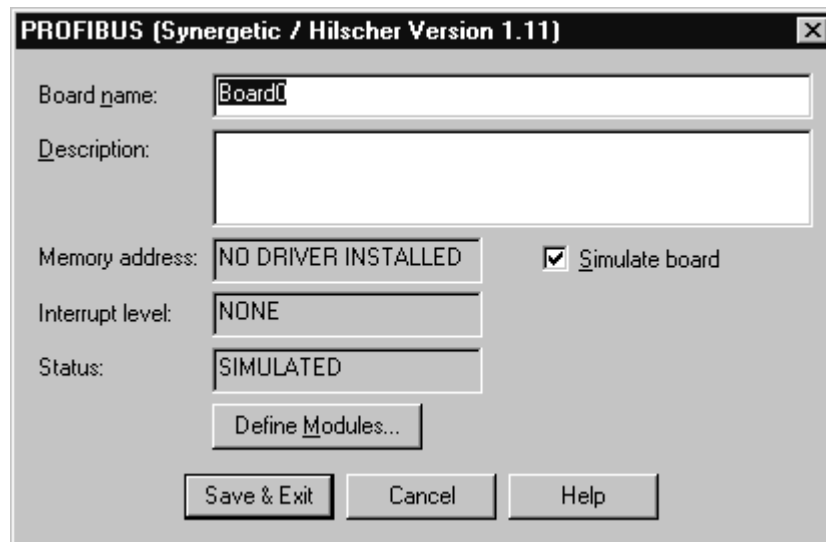 PROFIBUS (Synergetic / Hilscher Version 1.11)
Board name: Board0
Description:
Memory address: NO DRIVER INSTALLED Simulate board
Interrupt level: NONE
Status: SIMULATED
Define Modules...
Save & Exit Cancel Help